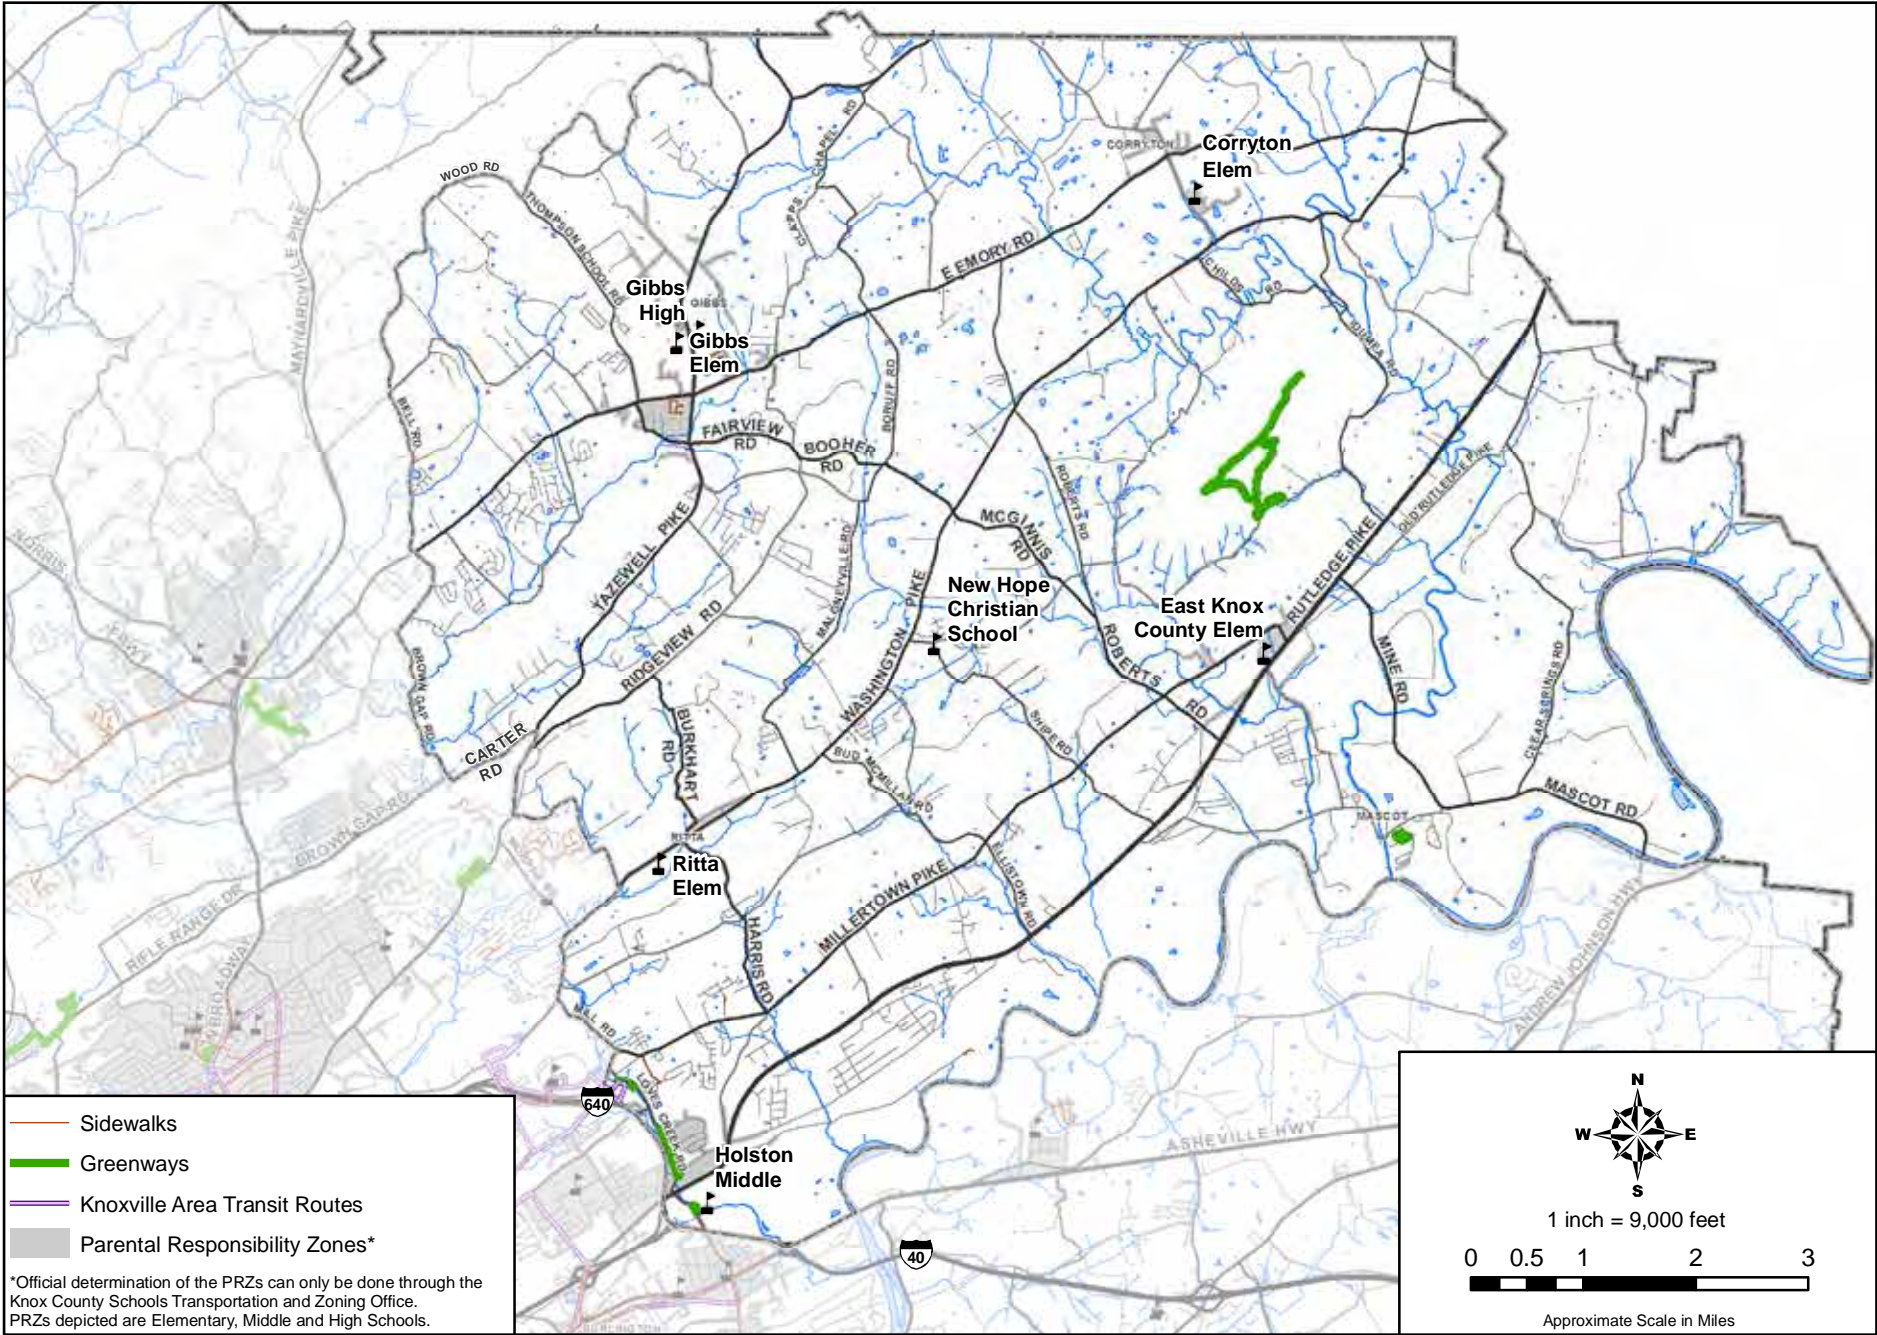 WOOD RD
THOMPSON SCHOOL RD
MAYNARDVILLE PIKE
CLAPPS
CHAPEL RD
CORRYTON
Corryton
Elem
E EMORY RD
CHILDS RD
IDUMEA RD
Gibbs
High
GIBBS
Gibbs
Elem
BELL RD
FAIRVIEW
RD
BOOHER
RD
BORUFF RD
ROBERTS RD
MCGINNIS
RD
OLD RUTLEDGE PIKE
RUTLEDGE PIKE
TAZEWELL PIKE
MALONEYVILLE RD
WASHINGTON PIKE
New Hope
Christian
School
East Knox
County Elem
ROBERTS
RD
MINE RD
CLEAR SPRINGS RD
NORRIS
BROWN GAP RD
RIDGEVIEW RD
CARTER
RD
BURKHART
RD
SHIPE RD
BUD MCMILLAN RD
MASCOT RD
MASCOT
RITTA
Ritta
Elem
BROWN GAP RD
RIFLE RANGE DR
MILLERTOWN PIKE
ELLISTOWN RD
HARRIS RD
ANDREW JOHNSON HWY
BROADWAY
MILL RD
640
LOVES CREEK RD
ASHEVILLE HWY
Holston
Middle
40
BURLINGTON
Sidewalks
Greenways
Knoxville Area Transit Routes
Parental Responsibility Zones*
*Official determination of the PRZs can only be done through the
Knox County Schools Transportation and Zoning Office.
PRZs depicted are Elementary, Middle and High Schools.
N
W E
S
1 inch = 9,000 feet
0 0.5 1 2 3
Approximate Scale in Miles